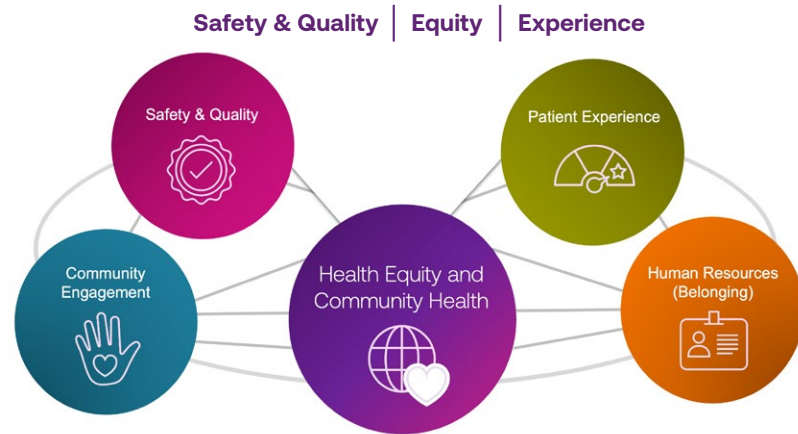 Safety & Quality | Equity | Experience
Safety & Quality
Patient Experience
Community
Engagement
Health Equity and
Community Health
Human Resources
(Belonging)